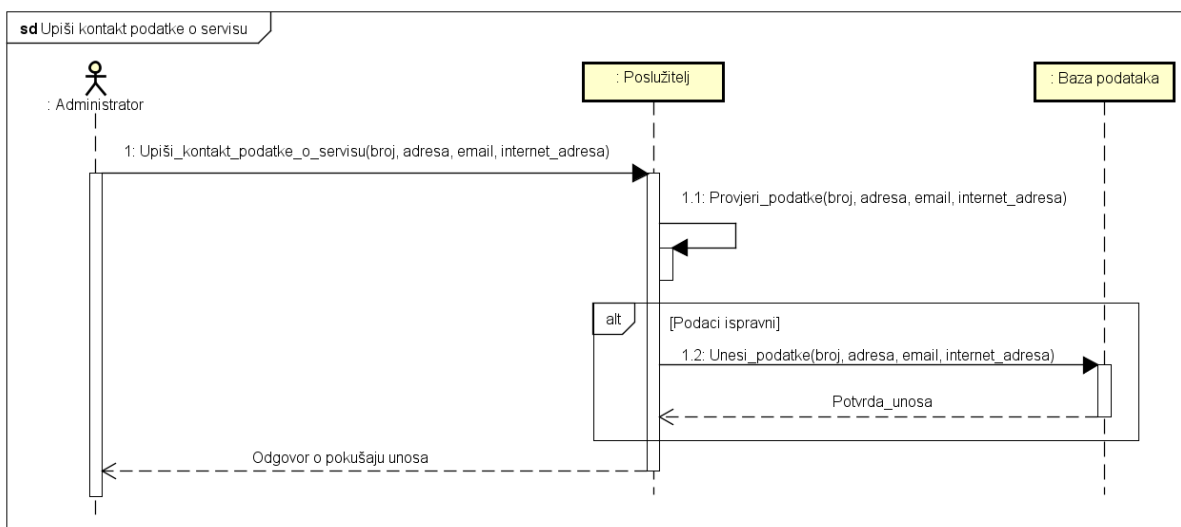 sd Upiši kontakt podatke o servisu
: Administrator
: Poslužitelj
: Baza podataka
1: Upiši_kontakt_podatke_o_servisu(broj, adresa, email, internet_adresa)
1.1: Provjeri_podatke(broj, adresa, email, internet_adresa)
alt
[Podaci ispravni]
1.2: Unesi_podatke(broj, adresa, email, internet_adresa)
Potvrda_unosa
Odgovor o pokušaju unosa